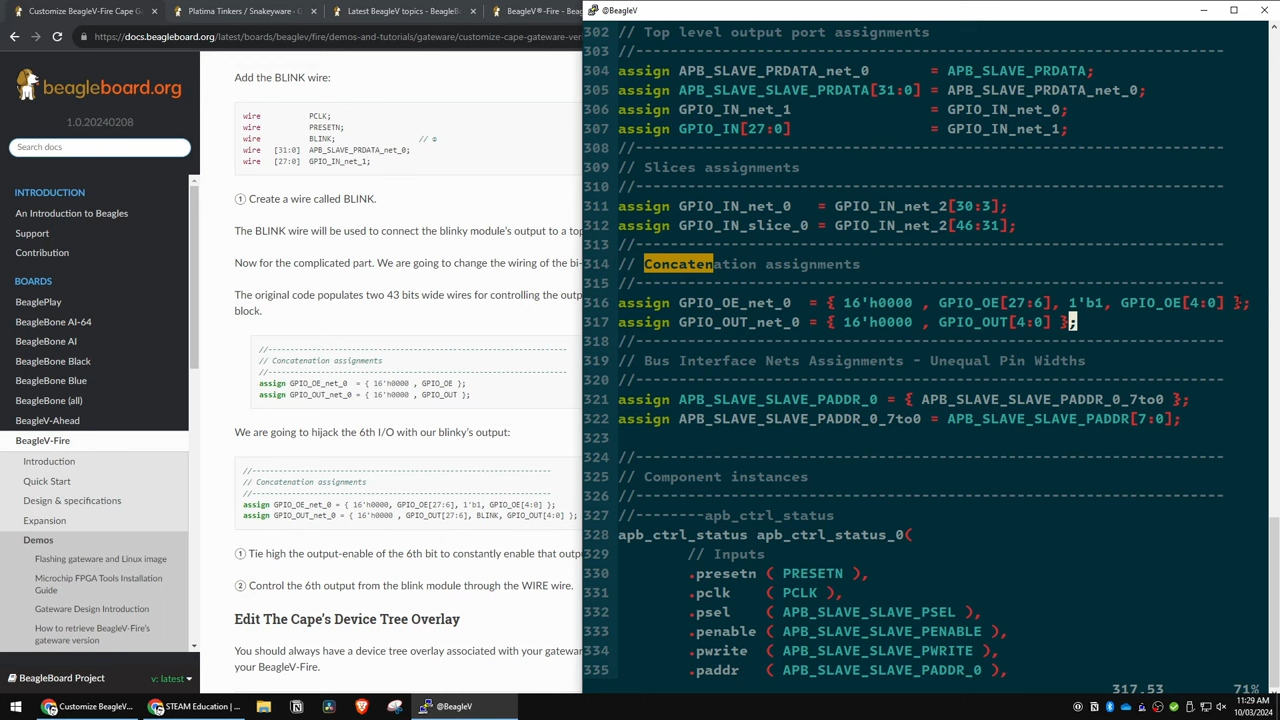 Customize BeagleV Fire Cape Ga
Platina Tinkers / Snakeware - G
Latest BeagleV topics - BeagleB
Beagle
@BeagleV
https://docs.beagleboard.org/latest/boards/beaglev/fire/demos-and-tutorials/gateware/customize-cape-gateware-ver
beagleboard.org
1.0.20240208
Search docs
INTRODUCTION
An Introduction to Beagles
Support
Contribution
BOARDS
BeaglePlay
BeagleBone AI-64
BeagleBone AI
BeagleBone Black
BeagleBone Blue
BeagleBone (all)
BeagleV-Ahead
BeagleV-Fire
Introduction
Quick Start
Design & specifications
Expansion
Demos
Flashing gateware and Linux image
Microchip FPGA Tools Installation
Guide
Gateware Design Introduction
How to retrieve BeagleV-Fire's
gateware version
BeagleBoard Project
v: latest
Add the BLINK wire:
wire PCLK;
wire PRESETN;
wire BLINK; //
wire [31:0] APB_SLAVE_PRDATA_net_0;
wire [27:0] GPIO_IN_net_1;
① Create a wire called BLINK.
The BLINK wire will be used to connect the blinky module's output to a top
Now for the complicated part. We are going to change the wiring of the bi-
The original code populates two 43 bits wide wires for controlling the outpu
block.
//--------------------------------------------------------------------
// Concatenation assignments
//--------------------------------------------------------------------
assign GPIO_OE_net_0 = { 16'h0000 , GPIO_OE };
assign GPIO_OUT_net_0 = { 16'h0000 , GPIO_OUT };
We are going to hijack the 6th I/O with our blinky's output:
//--------------------------------------------------------------------
// Concatenation assignments
//--------------------------------------------------------------------
assign GPIO_OE_net_0 = { 16'h0000, GPIO_OE[27:6], 1'b1, GPIO_OE[4:0] };
assign GPIO_OUT_net_0 = { 16'h0000 , GPIO_OUT[27:6], BLINK, GPIO_OUT[4:0] };
① Tie high the output-enable of the 6th bit to constantly enable that outp
② Control the 6th output from the blink module through the WIRE wire.
Edit The Cape's Device Tree Overlay
You should always have a device tree overlay associated with your gateware
your BeagleV-Fire.
302 // Top level output port assignments
303 //--------------------------------------------------------------------
304 assign APB_SLAVE_PRDATA_net_0 = APB_SLAVE_PRDATA;
305 assign APB_SLAVE_SLAVE_PRDATA[31:0] = APB_SLAVE_PRDATA_net_0;
306 assign GPIO_IN_net_1 = GPIO_IN_net_0;
307 assign GPIO_IN[27:0] = GPIO_IN_net_1;
308 //--------------------------------------------------------------------
309 // Slices assignments
310 //--------------------------------------------------------------------
311 assign GPIO_IN_net_0 = GPIO_IN_net_2[30:3];
312 assign GPIO_IN_slice_0 = GPIO_IN_net_2[46:31];
313 //--------------------------------------------------------------------
314 // Concatenation assignments
315 //--------------------------------------------------------------------
316 assign GPIO_OE_net_0 = { 16'h0000 , GPIO_OE[27:6], 1'b1, GPIO_OE[4:0] };
317 assign GPIO_OUT_net_0 = { 16'h0000 , GPIO_OUT[4:0] };
318 //--------------------------------------------------------------------
319 // Bus Interface Nets Assignments - Unequal Pin Widths
320 //--------------------------------------------------------------------
321 assign APB_SLAVE_SLAVE_PADDR_0 = { APB_SLAVE_SLAVE_PADDR_0_7to0 };
322 assign APB_SLAVE_SLAVE_PADDR_0_7to0 = APB_SLAVE_SLAVE_PADDR[7:0];
323
324 //--------------------------------------------------------------------
325 // Component instances
326 //--------------------------------------------------------------------
327 //--------apb_ctrl_status
328 apb_ctrl_status apb_ctrl_status_0(
329 // Inputs
330 .presetn ( PRESETN ),
331 .pclk ( PCLK ),
332 .psel ( APB_SLAVE_SLAVE_PSEL ),
333 .penable ( APB_SLAVE_SLAVE_PENABLE ),
334 .pwrite ( APB_SLAVE_SLAVE_PWRITE ),
335 .paddr ( APB_SLAVE_SLAVE_PADDR_0 ),
317,53 71%
Customize BeagleV...
STEAM Education | ...
@BeagleV
11:29 AM
10/03/2024